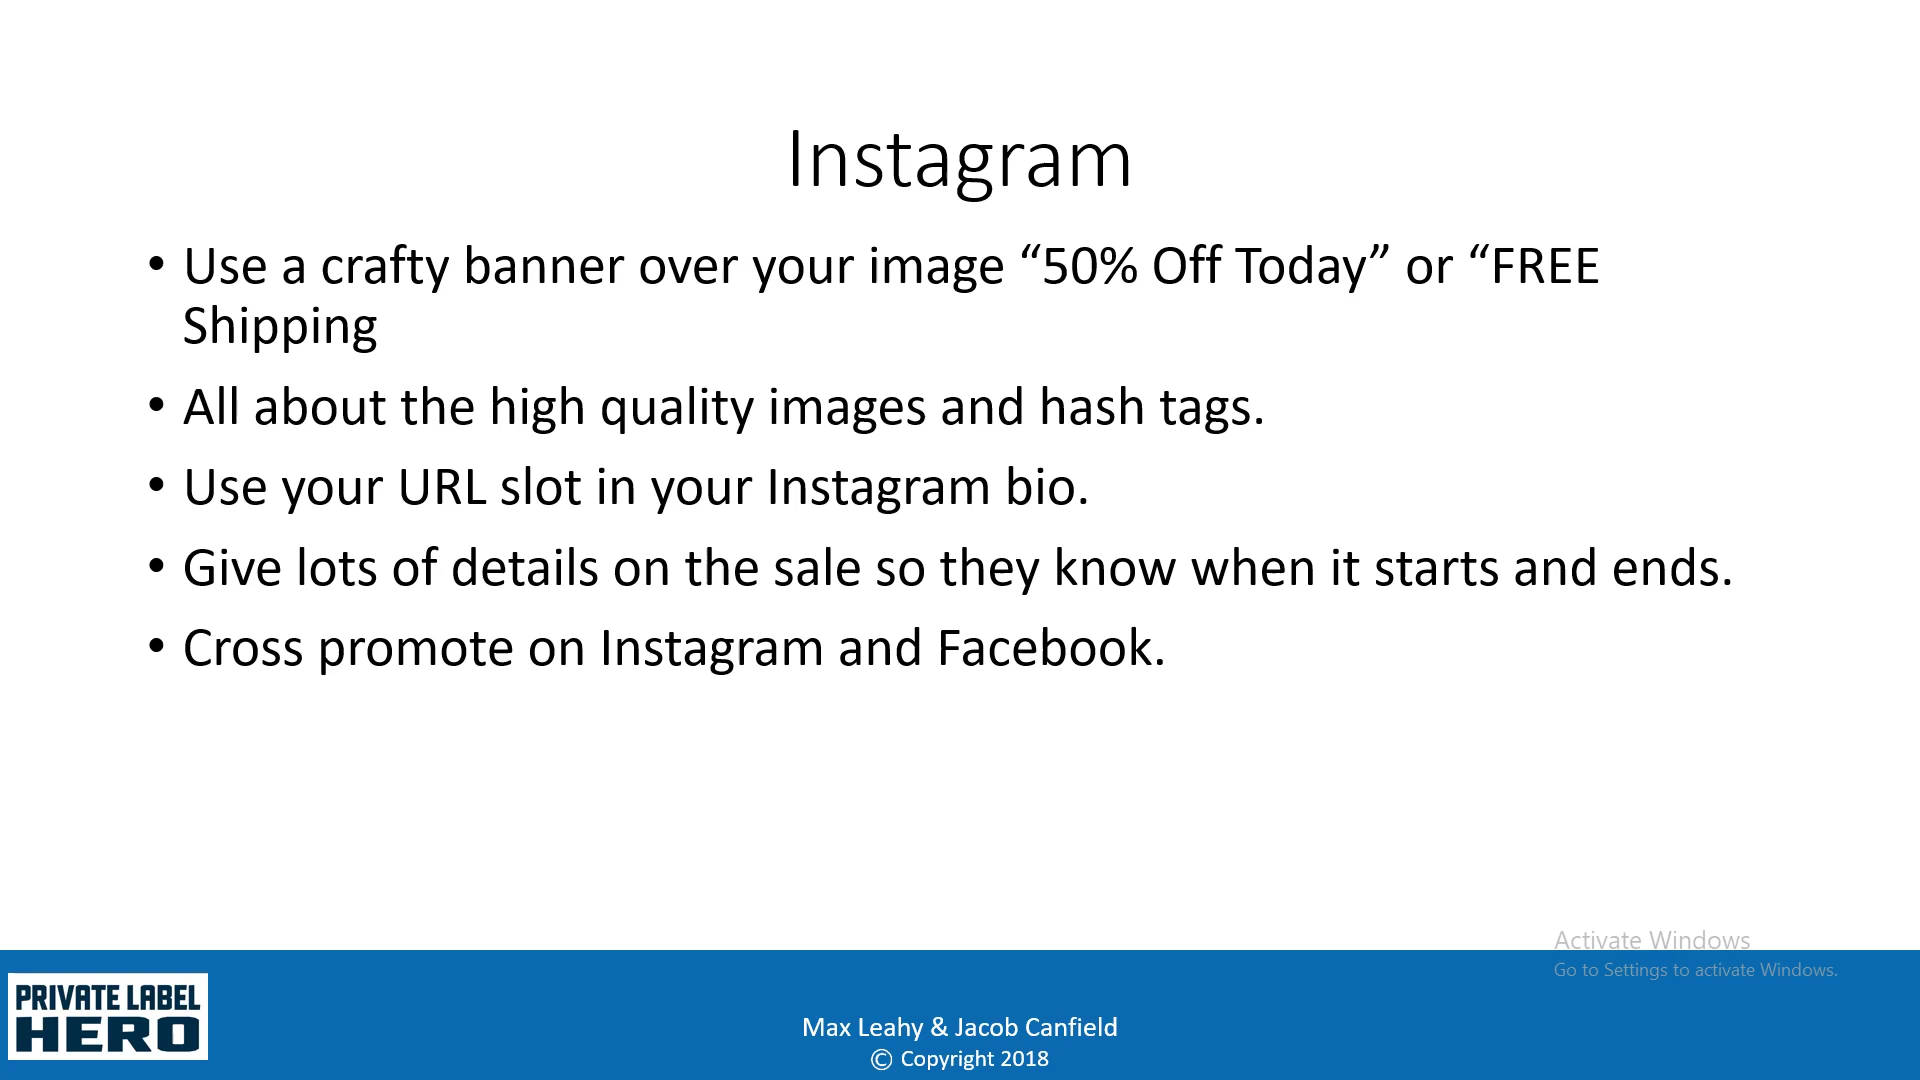 Instagram
• Use a crafty banner over your image “50% Off Today” or “FREE
Shipping
• All about the high quality images and hash tags.
• Use your URL slot in your Instagram bio.
• Give lots of details on the sale so they know when it starts and ends.
• Cross promote on Instagram and Facebook.
Activate Windows
Go to Settings to activate Windows.
PRIVATE LABEL
HERO
Max Leahy & Jacob Canfield
© Copyright 2018